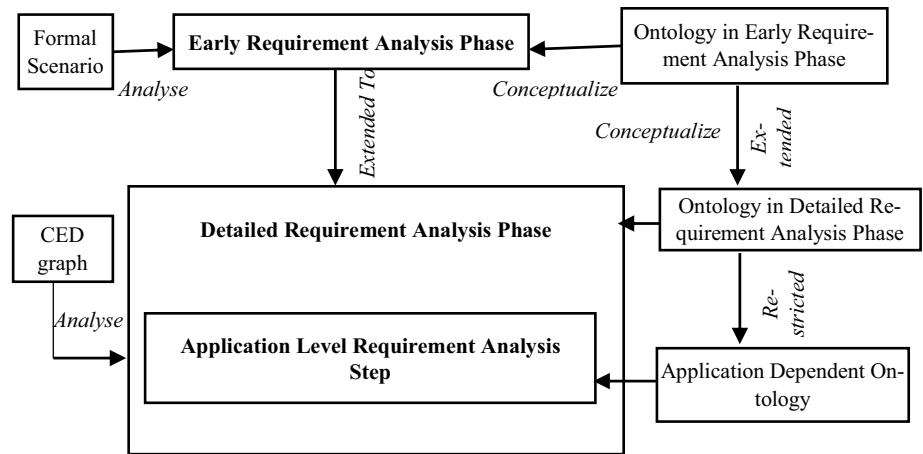 Formal
Scenario
Early Requirement Analysis Phase
Ontology in Early Require-
ment Analysis Phase
Analyse
Extended To
Conceptualize
Conceptualize
Ex-
tended
CED
graph
Detailed Requirement Analysis Phase
Ontology in Detailed Re-
quirement Analysis Phase
Analyse
Re-
stricted
Application Level Requirement Analysis
Step
Application Dependent On-
tology